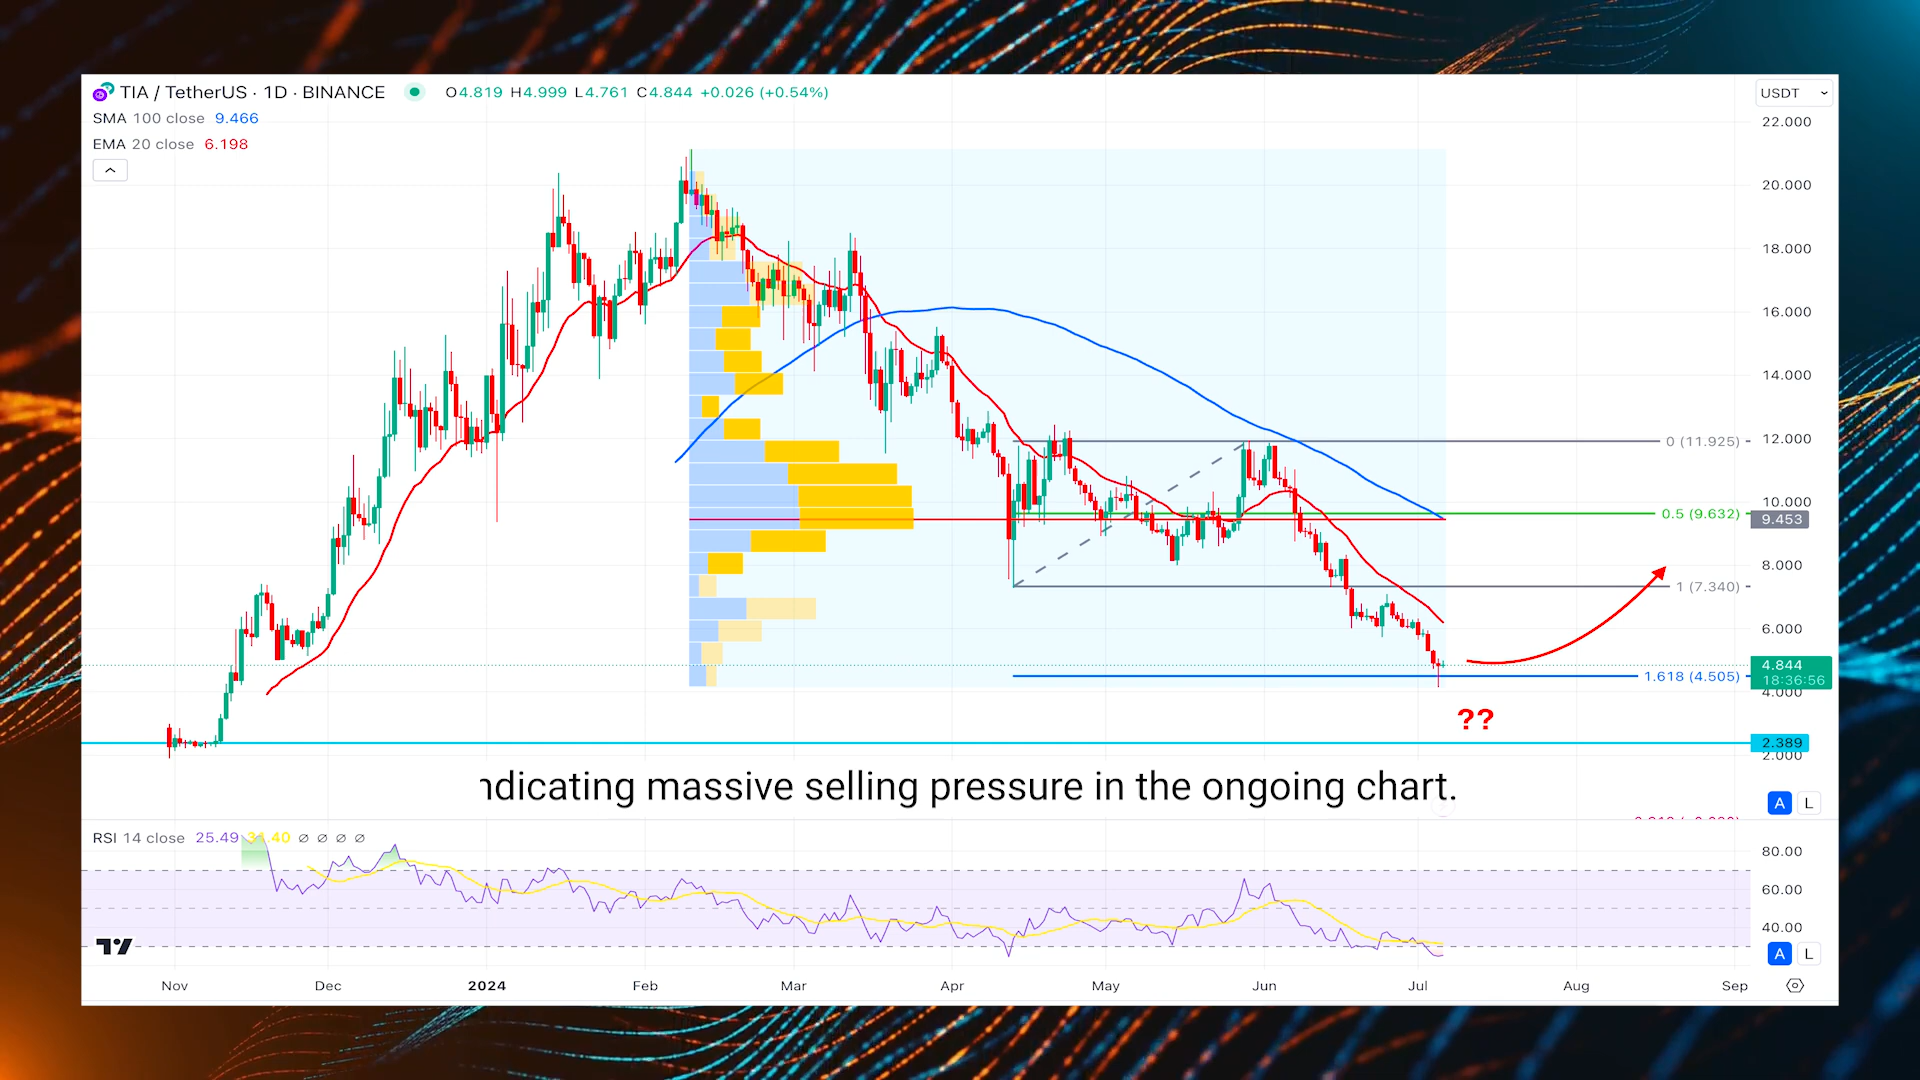 TIA / TetherUS · 1D · BINANCE O4.819 H4.999 L4.761 C4.844 +0.026 (+0.54%)
USDT
SMA 100 close 9.466
EMA 20 close 6.198
22.000
20.000
18.000
16.000
14.000
12.000
0 (11.925)
10.000
0.5 (9.632)
9.453
8.000
1 (7.340)
6.000
4.844
18:36:56
1.618 (4.505)
4.000
??
2.389
2.000
ndicating massive selling pressure in the ongoing chart.
A L
RSI 14 close 25.49 31.40 ∅ ∅ ∅ ∅
80.00
60.00
40.00
A L
Nov Dec 2024 Feb Mar Apr May Jun Jul Aug Sep